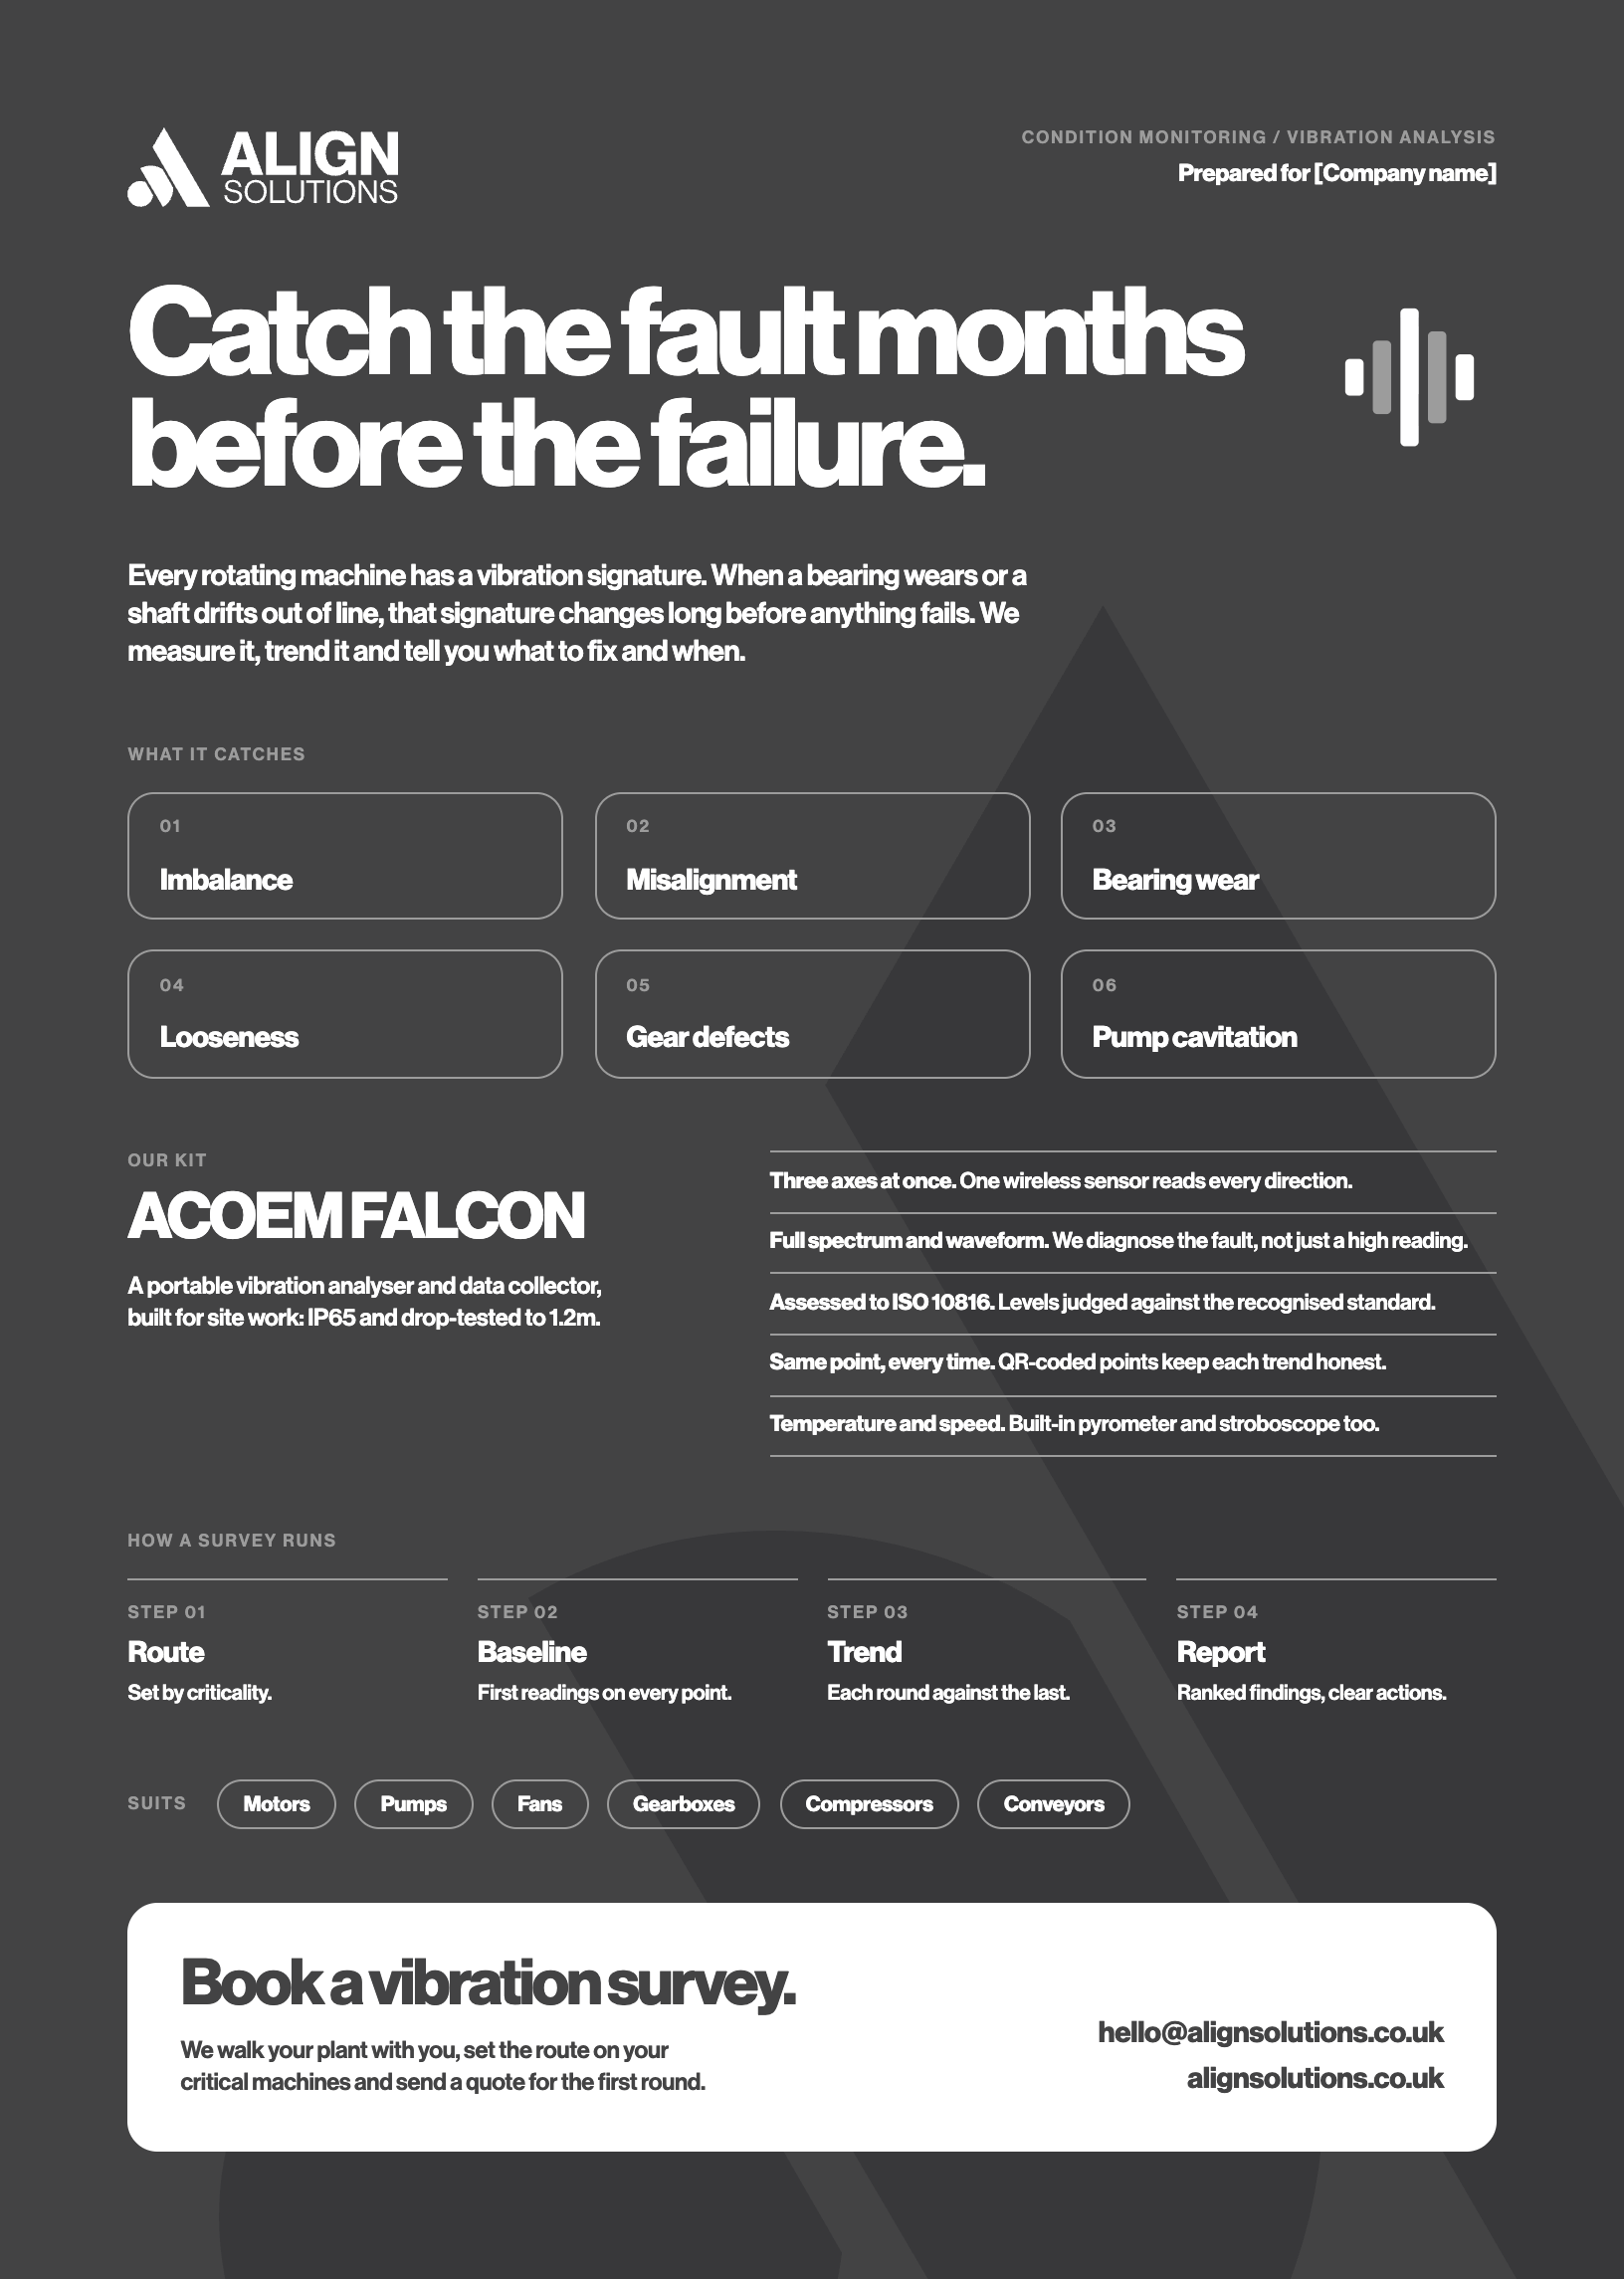 ALIGN
SOLUTIONS
CONDITION MONITORING / VIBRATION ANALYSIS
Prepared for [Company name]
Catch the fault months
before the failure.
Every rotating machine has a vibration signature. When a bearing wears or a
shaft drifts out of line, that signature changes long before anything fails. We
measure it, trend it and tell you what to fix and when.
WHAT IT CATCHES
01
Imbalance
02
Misalignment
03
Bearing wear
04
Looseness
05
Gear defects
06
Pump cavitation
OUR KIT
ACOEM FALCON
A portable vibration analyser and data collector,
built for site work: IP65 and drop-tested to 1.2m.
Three axes at once. One wireless sensor reads every direction.
Full spectrum and waveform. We diagnose the fault, not just a high reading.
Assessed to ISO 10816. Levels judged against the recognised standard.
Same point, every time. QR-coded points keep each trend honest.
Temperature and speed. Built-in pyrometer and stroboscope too.
HOW A SURVEY RUNS
STEP 01
Route
Set by criticality.
STEP 02
Baseline
First readings on every point.
STEP 03
Trend
Each round against the last.
STEP 04
Report
Ranked findings, clear actions.
SUITS
Motors
Pumps
Fans
Gearboxes
Compressors
Conveyors
Book a vibration survey.
We walk your plant with you, set the route on your
critical machines and send a quote for the first round.
hello@alignsolutions.co.uk
alignsolutions.co.uk